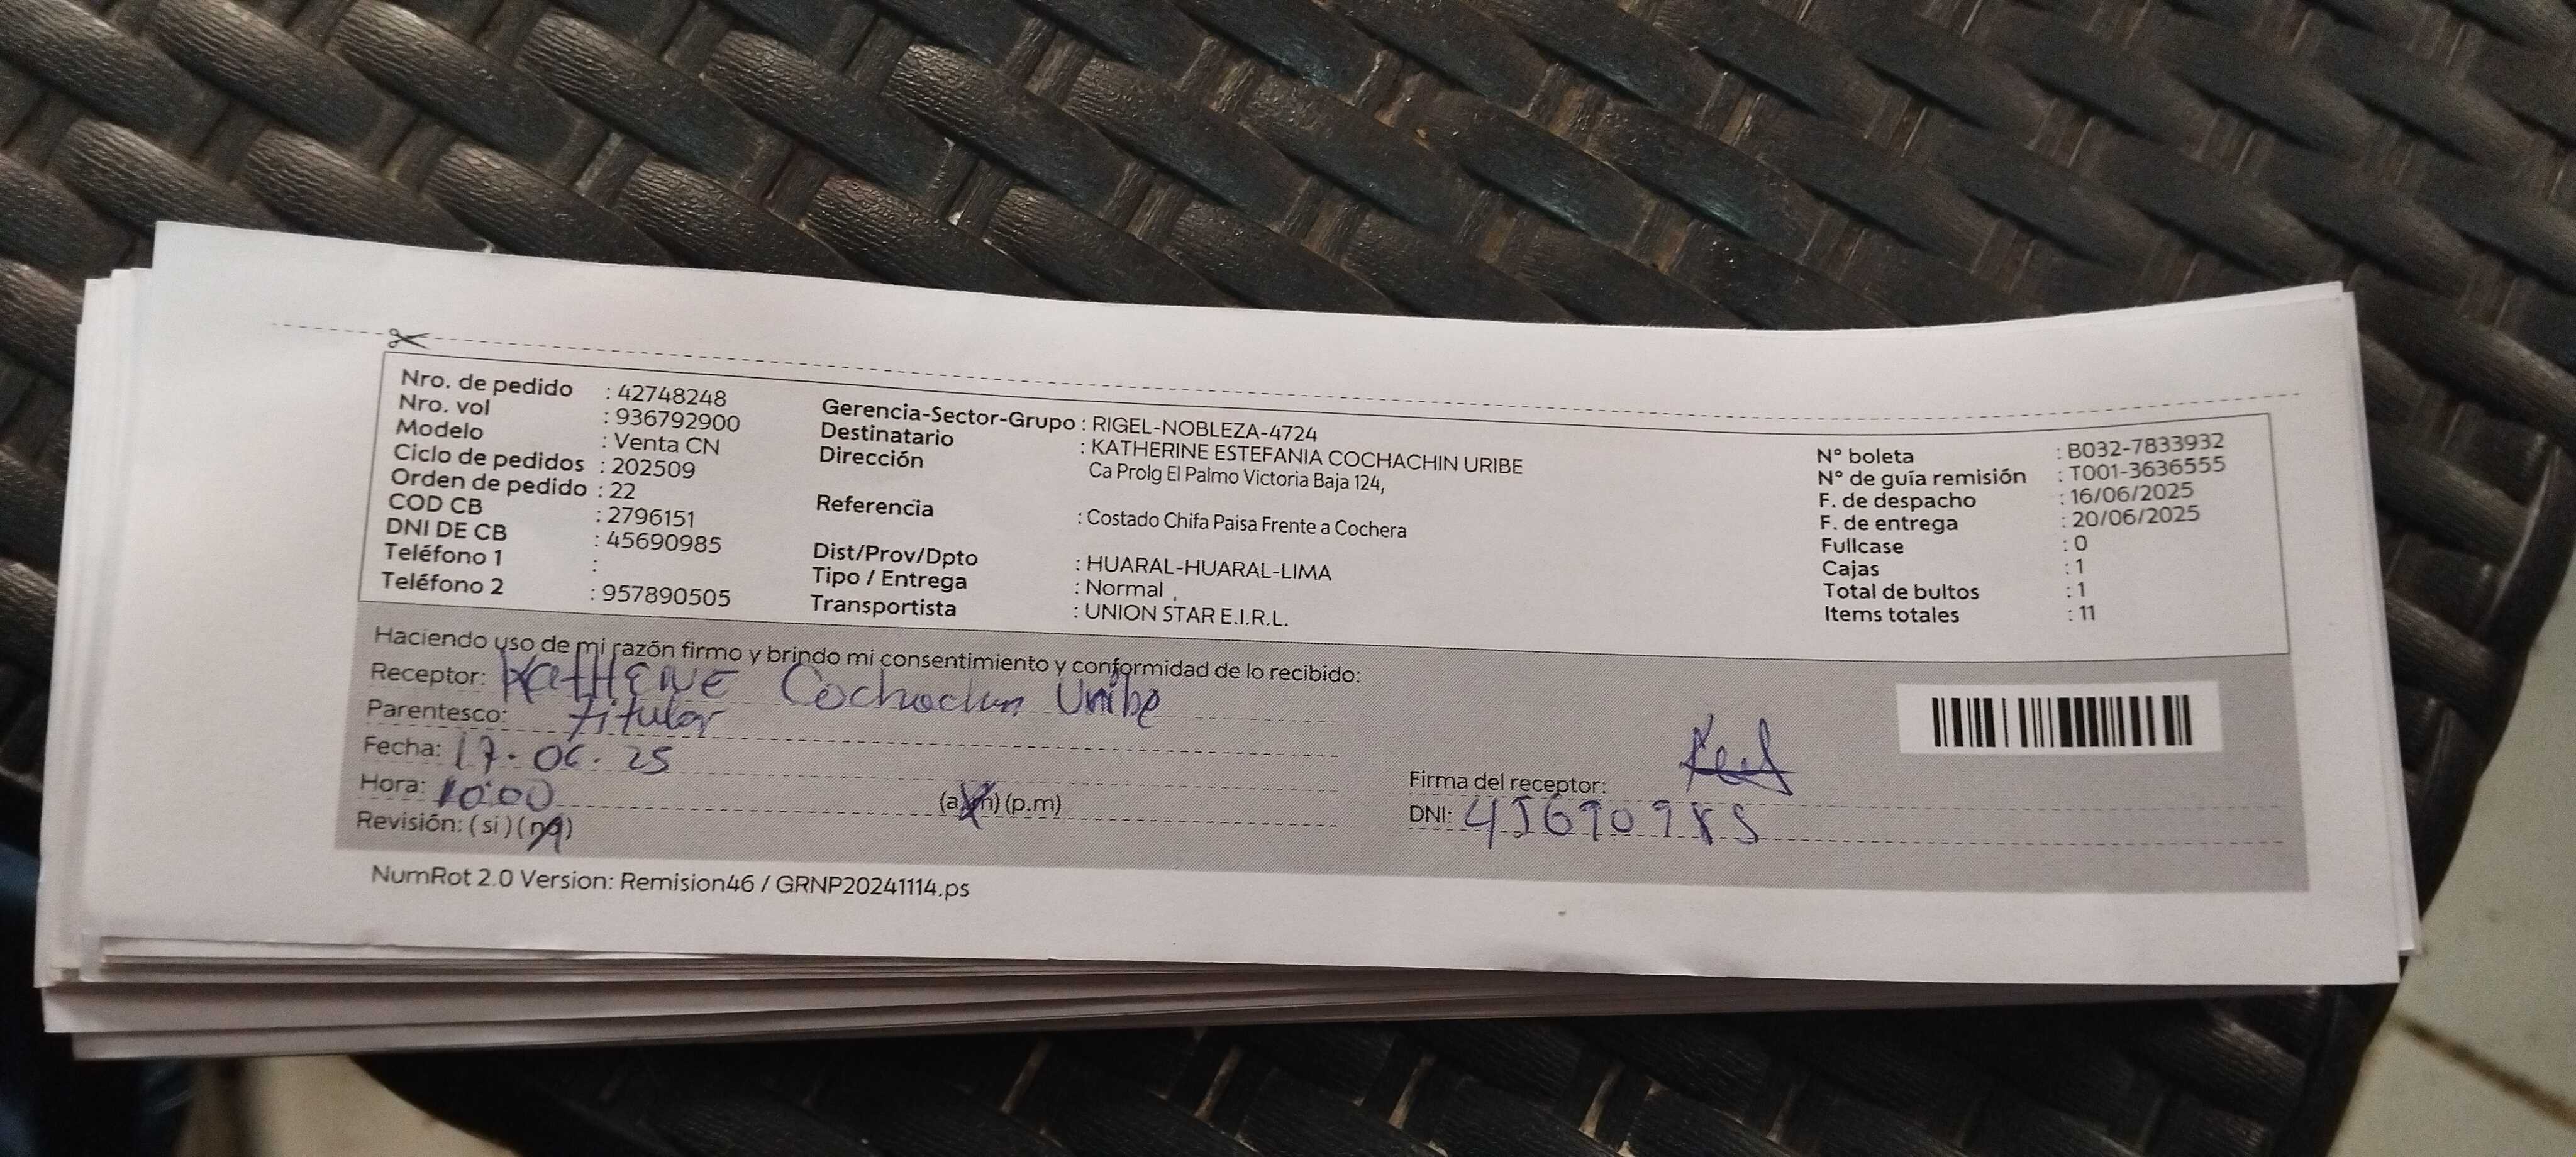 Nro. de pedido : 42748248
Nro. vol : 936792900
Modelo : Venta CN
Ciclo de pedidos : 202509
Orden de pedido : 22
COD CB : 2796151
DNI DE CB : 45690985
Teléfono 1 :
Teléfono 2 : 957890505
Gerencia-Sector-Grupo : RIGEL-NOBLEZA-4724
Destinatario : KATHERINE ESTEFANIA COCHACHIN URIBE
Dirección Ca Prolg El Palmo Victoria Baja 124,
Referencia : Costado Chifa Paisa Frente a Cochera
Dist/Prov/Dpto : HUARAL-HUARAL-LIMA
Tipo / Entrega : Normal ,
Transportista : UNION STAR E.I.R.L.
N° boleta : B032-7833932
N° de guía remisión : T001-3636555
F. de despacho : 16/06/2025
F. de entrega : 20/06/2025
Fullcase : 0
Cajas : 1
Total de bultos : 1
Items totales : 11
Haciendo uso de mi razón firmo y brindo mi consentimiento y conformidad de lo recibido:
Receptor: KatHEINE Cochachin Uribe
Parentesco: titular
Fecha: 17.06.25
Hora: 10:00 (a.m) (p.m)
Revisión: (si) (no)
Firma del receptor:
DNI: 45690985
NumRot 2.0 Version: Remision46 / GRNP20241114.ps